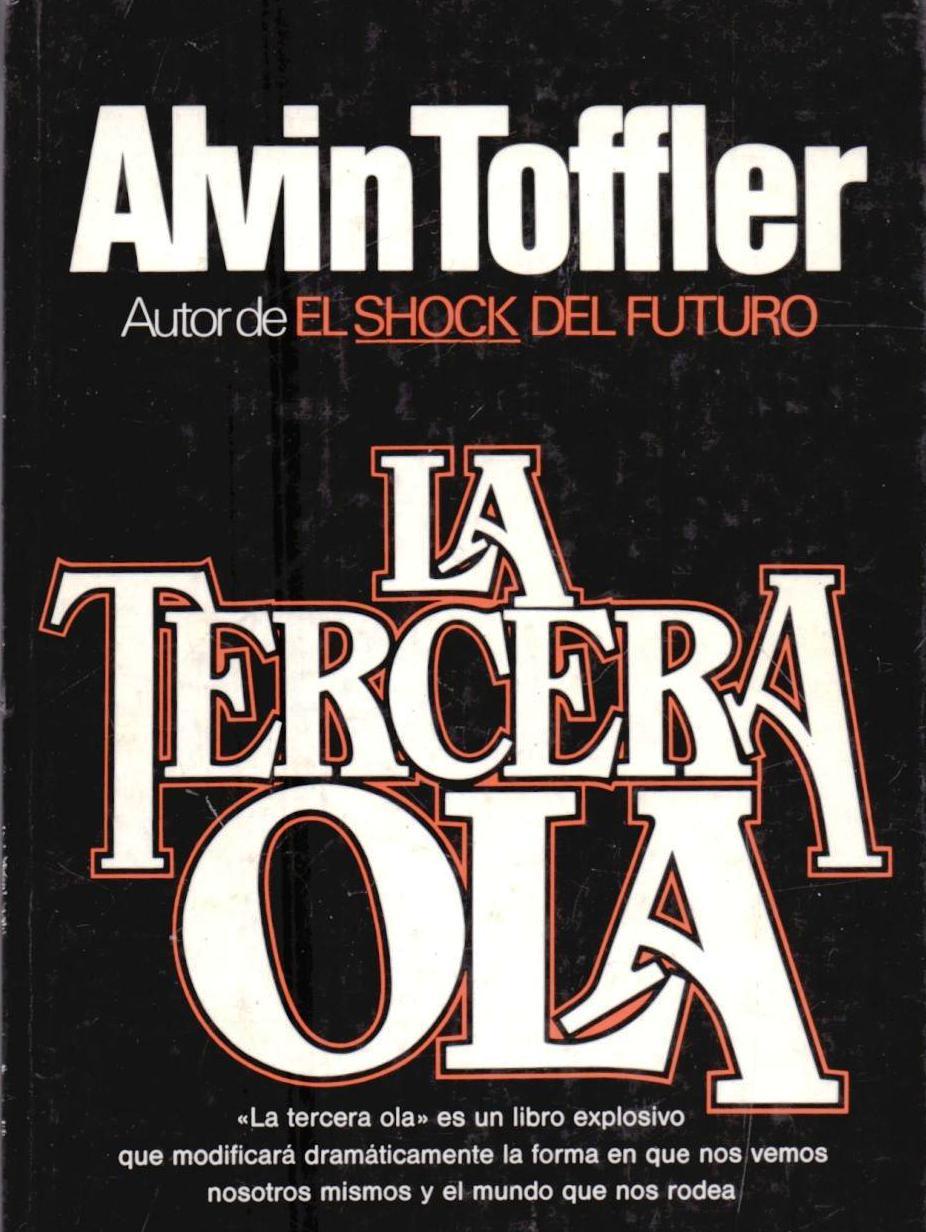 Alvin Toffler
Autor de EL SHOCK DEL FUTURO
LA
TERCERA
OLA
«La tercera ola» es un libro explosivo
que modificará dramáticamente la forma en que nos vemos
nosotros mismos y el mundo que nos rodea